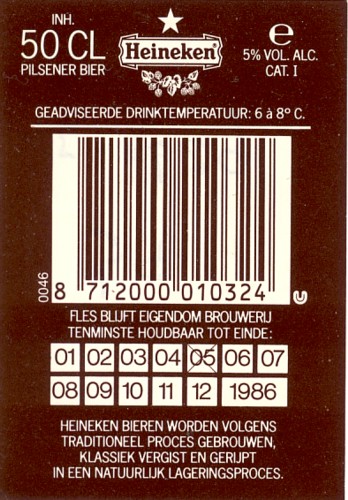 INH.
50 CL
PILSENER BIER
Heineken®
℮
5% VOL. ALC.
CAT. I
GEADVISEERDE DRINKTEMPERATUUR: 6 à 8° C.
0046
8 712000 010324
FLES BLIJFT EIGENDOM BROUWERIJ
TENMINSTE HOUDBAAR TOT EINDE:
01 02 03 04 05 06 07
08 09 10 11 12 1986
HEINEKEN BIEREN WORDEN VOLGENS
TRADITIONEEL PROCES GEBROUWEN,
KLASSIEK VERGIST EN GERIJPT
IN EEN NATUURLIJK LAGERINGSPROCES.